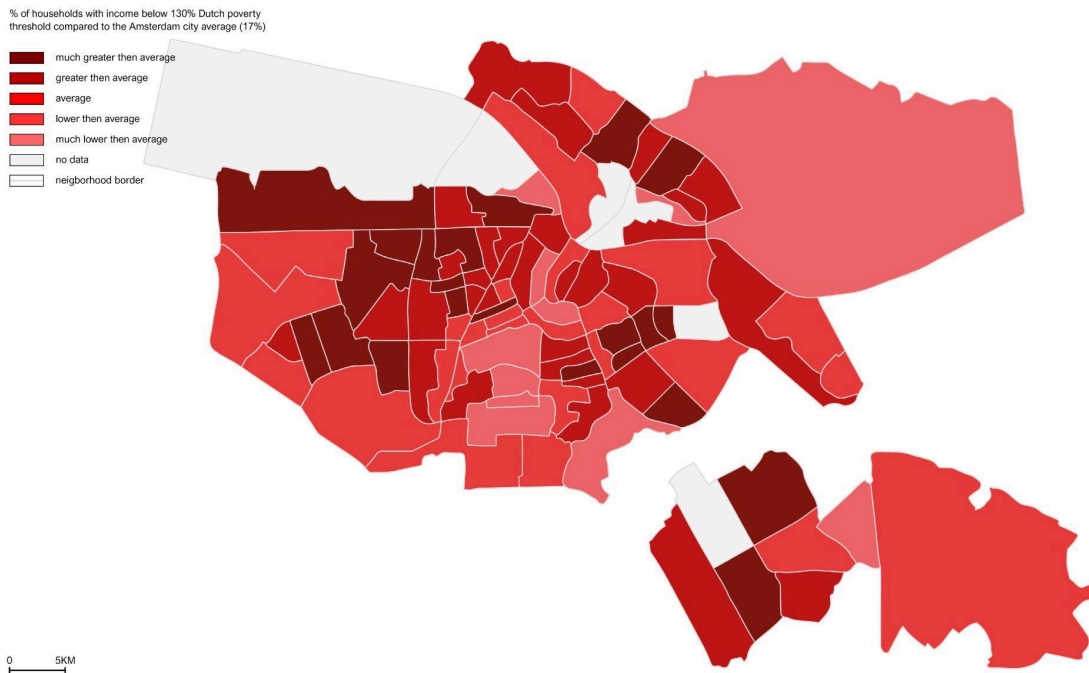 % of households with income below 130% Dutch poverty
threshold compared to the Amsterdam city average (17%)
much greater then average
greater then average
average
lower then average
much lower then average
no data
neigborhood border
0 5KM